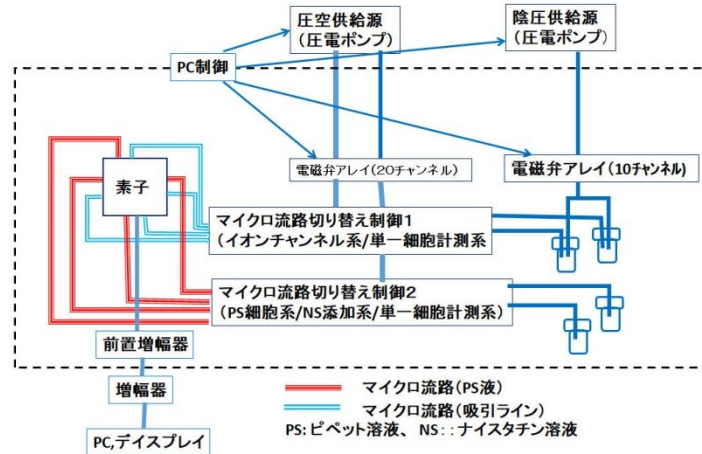 圧空供給源
(圧電ポンプ)
陰圧供給源
(圧電ポンプ)
PC制御
電磁弁アレイ(20チャンネル)
電磁弁アレイ(10チャンネル)
素子
マイクロ流路切り替え制御1
(イオンチャンネル系/単一細胞計測系
マイクロ流路切り替え制御2
(PS細胞系/NS添加系/単一細胞計測系)
前置増幅器
増幅器
PC,デイスプレイ
マイクロ流路(PS液)
マイクロ流路(吸引ライン)
PS: ピペット溶液、 NS::ナイスタチン溶液